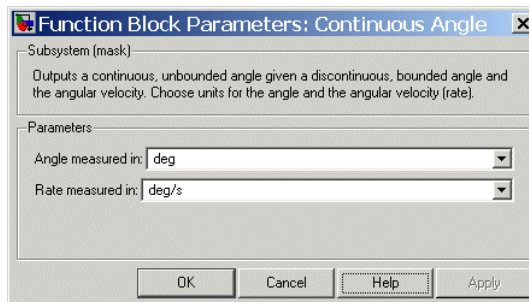 Function Block Parameters: Continuous Angle
Subsystem (mask)
Outputs a continuous, unbounded angle given a discontinuous, bounded angle and
the angular velocity. Choose units for the angle and the angular velocity (rate).
Parameters
Angle measured in: deg
Rate measured in: deg/s
OK Cancel Help Apply